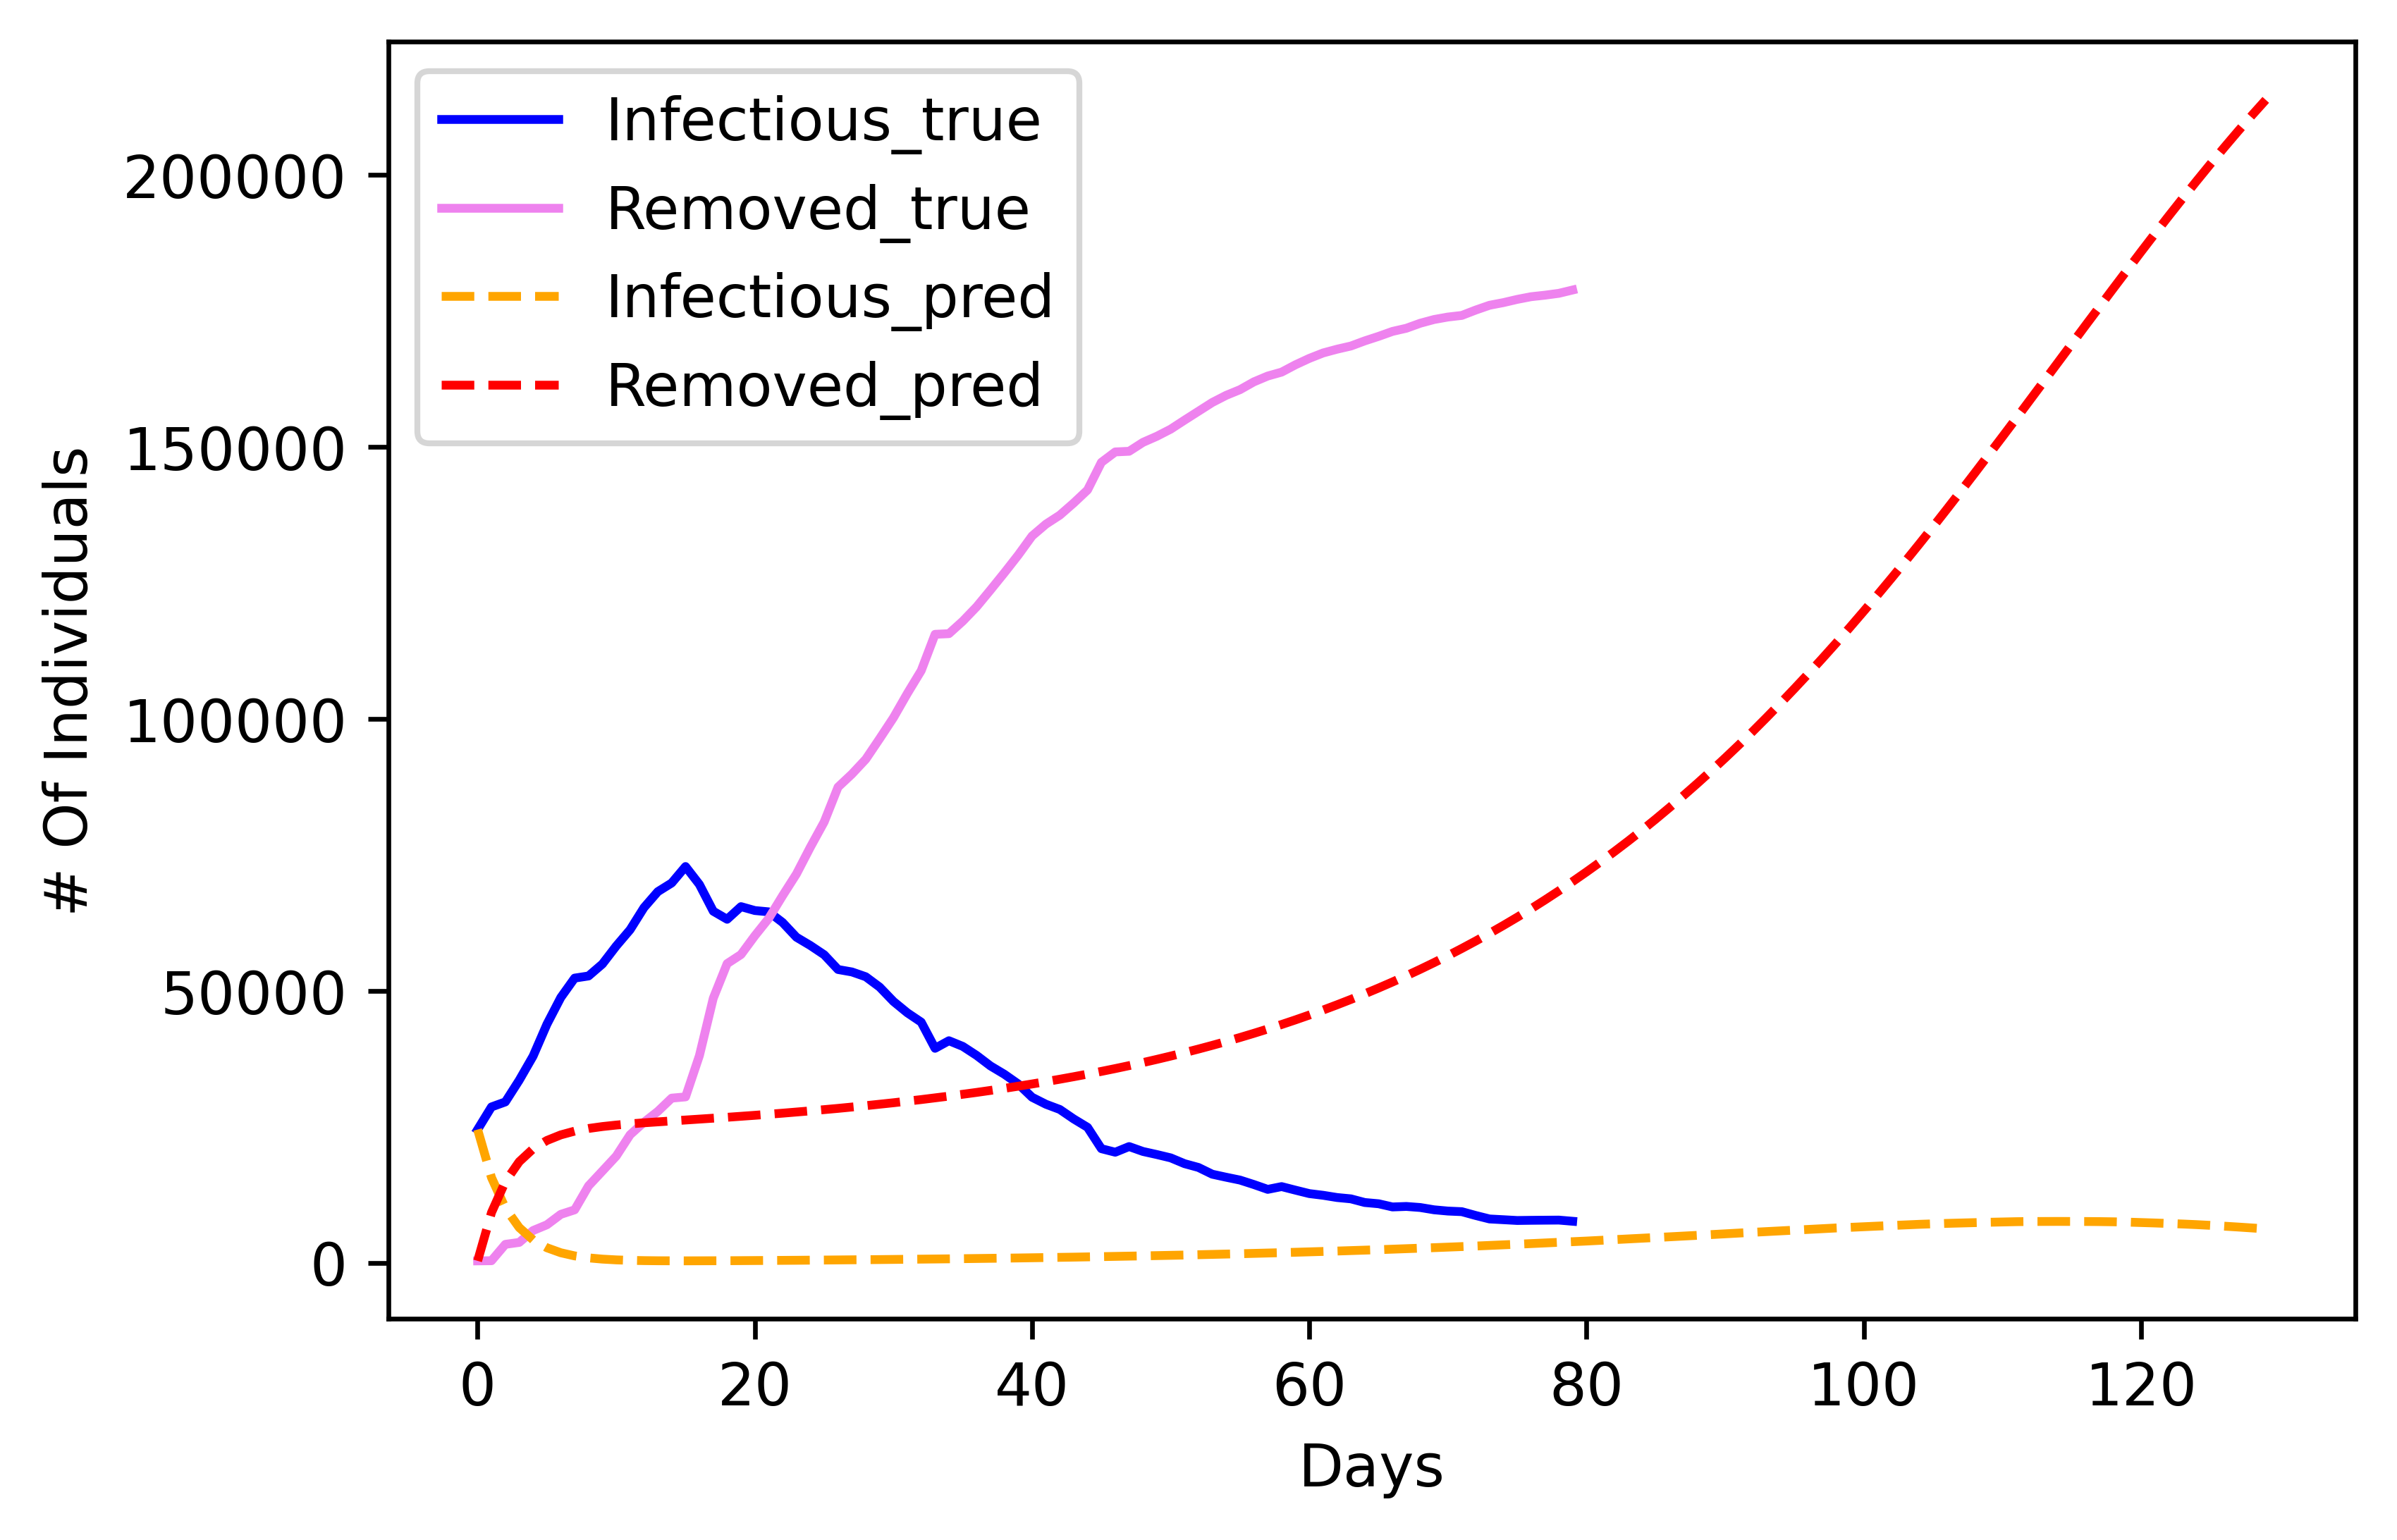 Infectious_true
Removed_true
Infectious_pred
Removed_pred
200000
150000
100000
50000
0
# Of Individuals
0 20 40 60 80 100 120
Days